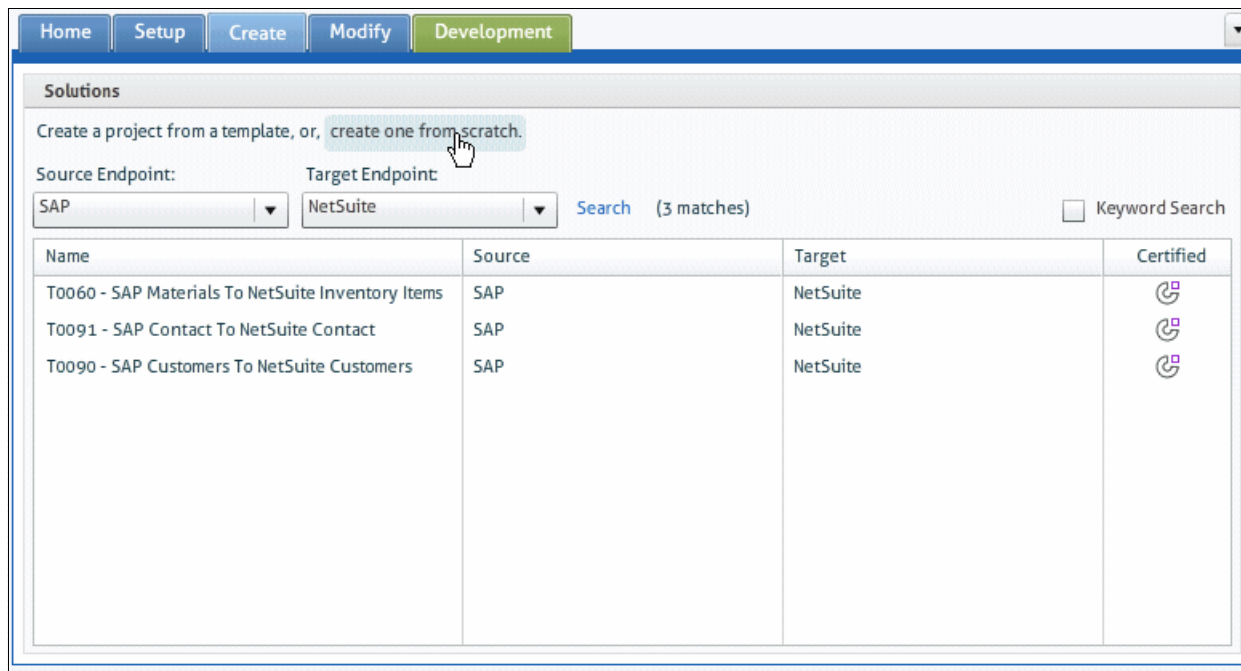 Home Setup Create Modify Development
Solutions
Create a project from a template, or, create one from scratch.
Source Endpoint: Target Endpoint:
SAP NetSuite Search (3 matches) Keyword Search
Name Source Target Certified
T0060 - SAP Materials To NetSuite Inventory Items SAP NetSuite
T0091 - SAP Contact To NetSuite Contact SAP NetSuite
T0090 - SAP Customers To NetSuite Customers SAP NetSuite